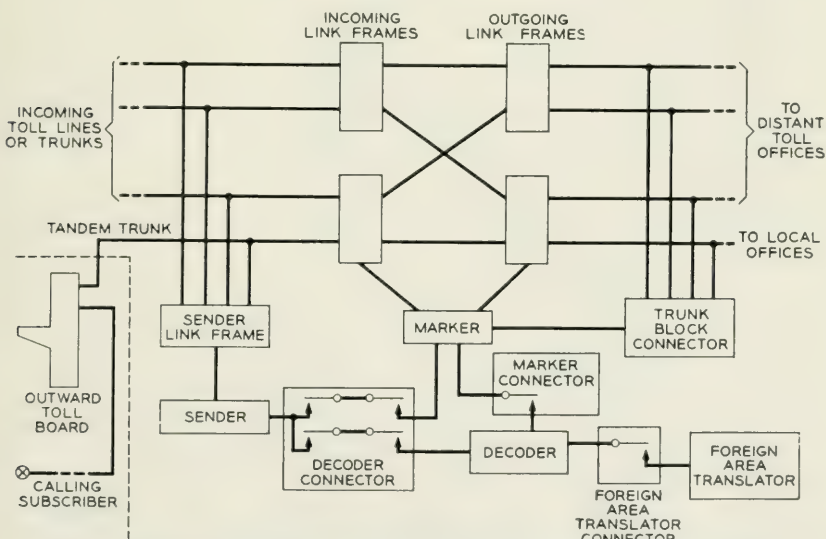 INCOMING
LINK FRAMES
OUTGOING
LINK FRAMES
INCOMING
TOLL LINES
OR TRUNKS
TO
DISTANT
TOLL
OFFICES
TANDEM TRUNK
TO LOCAL
OFFICES
SENDER
LINK FRAME
MARKER
TRUNK
BLOCK
CONNECTOR
MARKER
CONNECTOR
OUTWARD
TOLL
BOARD
SENDER
DECODER
CONNECTOR
DECODER
FOREIGN
AREA
TRANSLATOR
CALLING
SUBSCRIBER
FOREIGN
AREA
TRANSLATOR
CONNECTOR